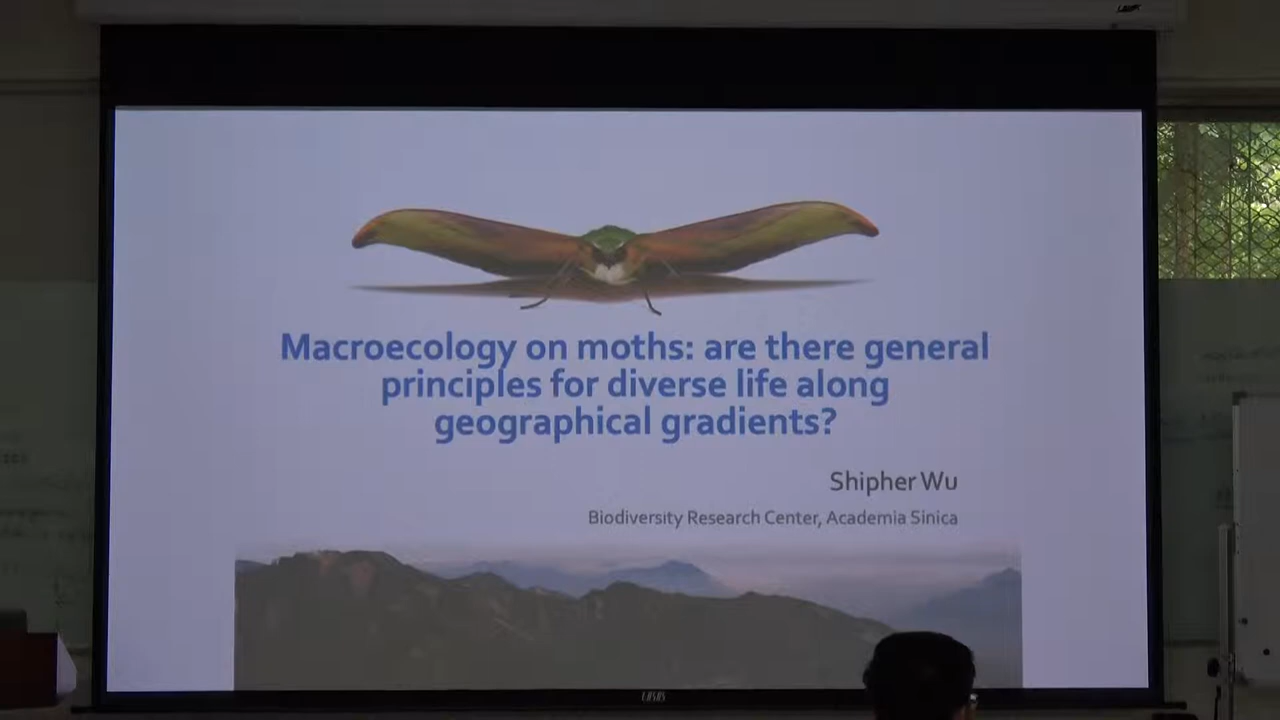 Macroecology on moths: are there general
principles for diverse life along
geographical gradients?
Shipher Wu
Biodiversity Research Center, Academia Sinica